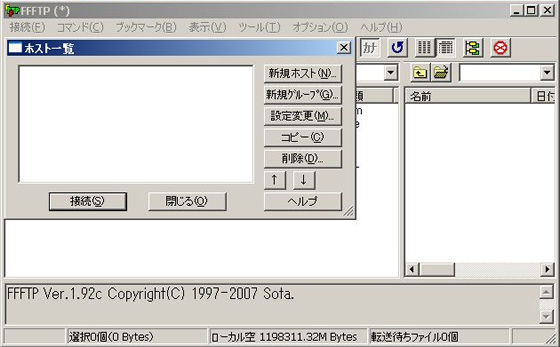 FFFTP (*)
接続(F) コマンド(C) ブックマーク(B) 表示(V) ツール(T) オプション(O) ヘルプ(H)
ホスト一覧
カナ
新規ホスト(N)...
新規グループ(G)...
設定変更(M)...
コピー(C)
削除(D)...
↑ ↓
接続(S) 閉じる(O) ヘルプ
類
名前 日付
FFFTP Ver.1.92c Copyright(C) 1997-2007 Sota.
選択0個(0 Bytes) ローカル空 1198311.32M Bytes 転送待ちファイル0個